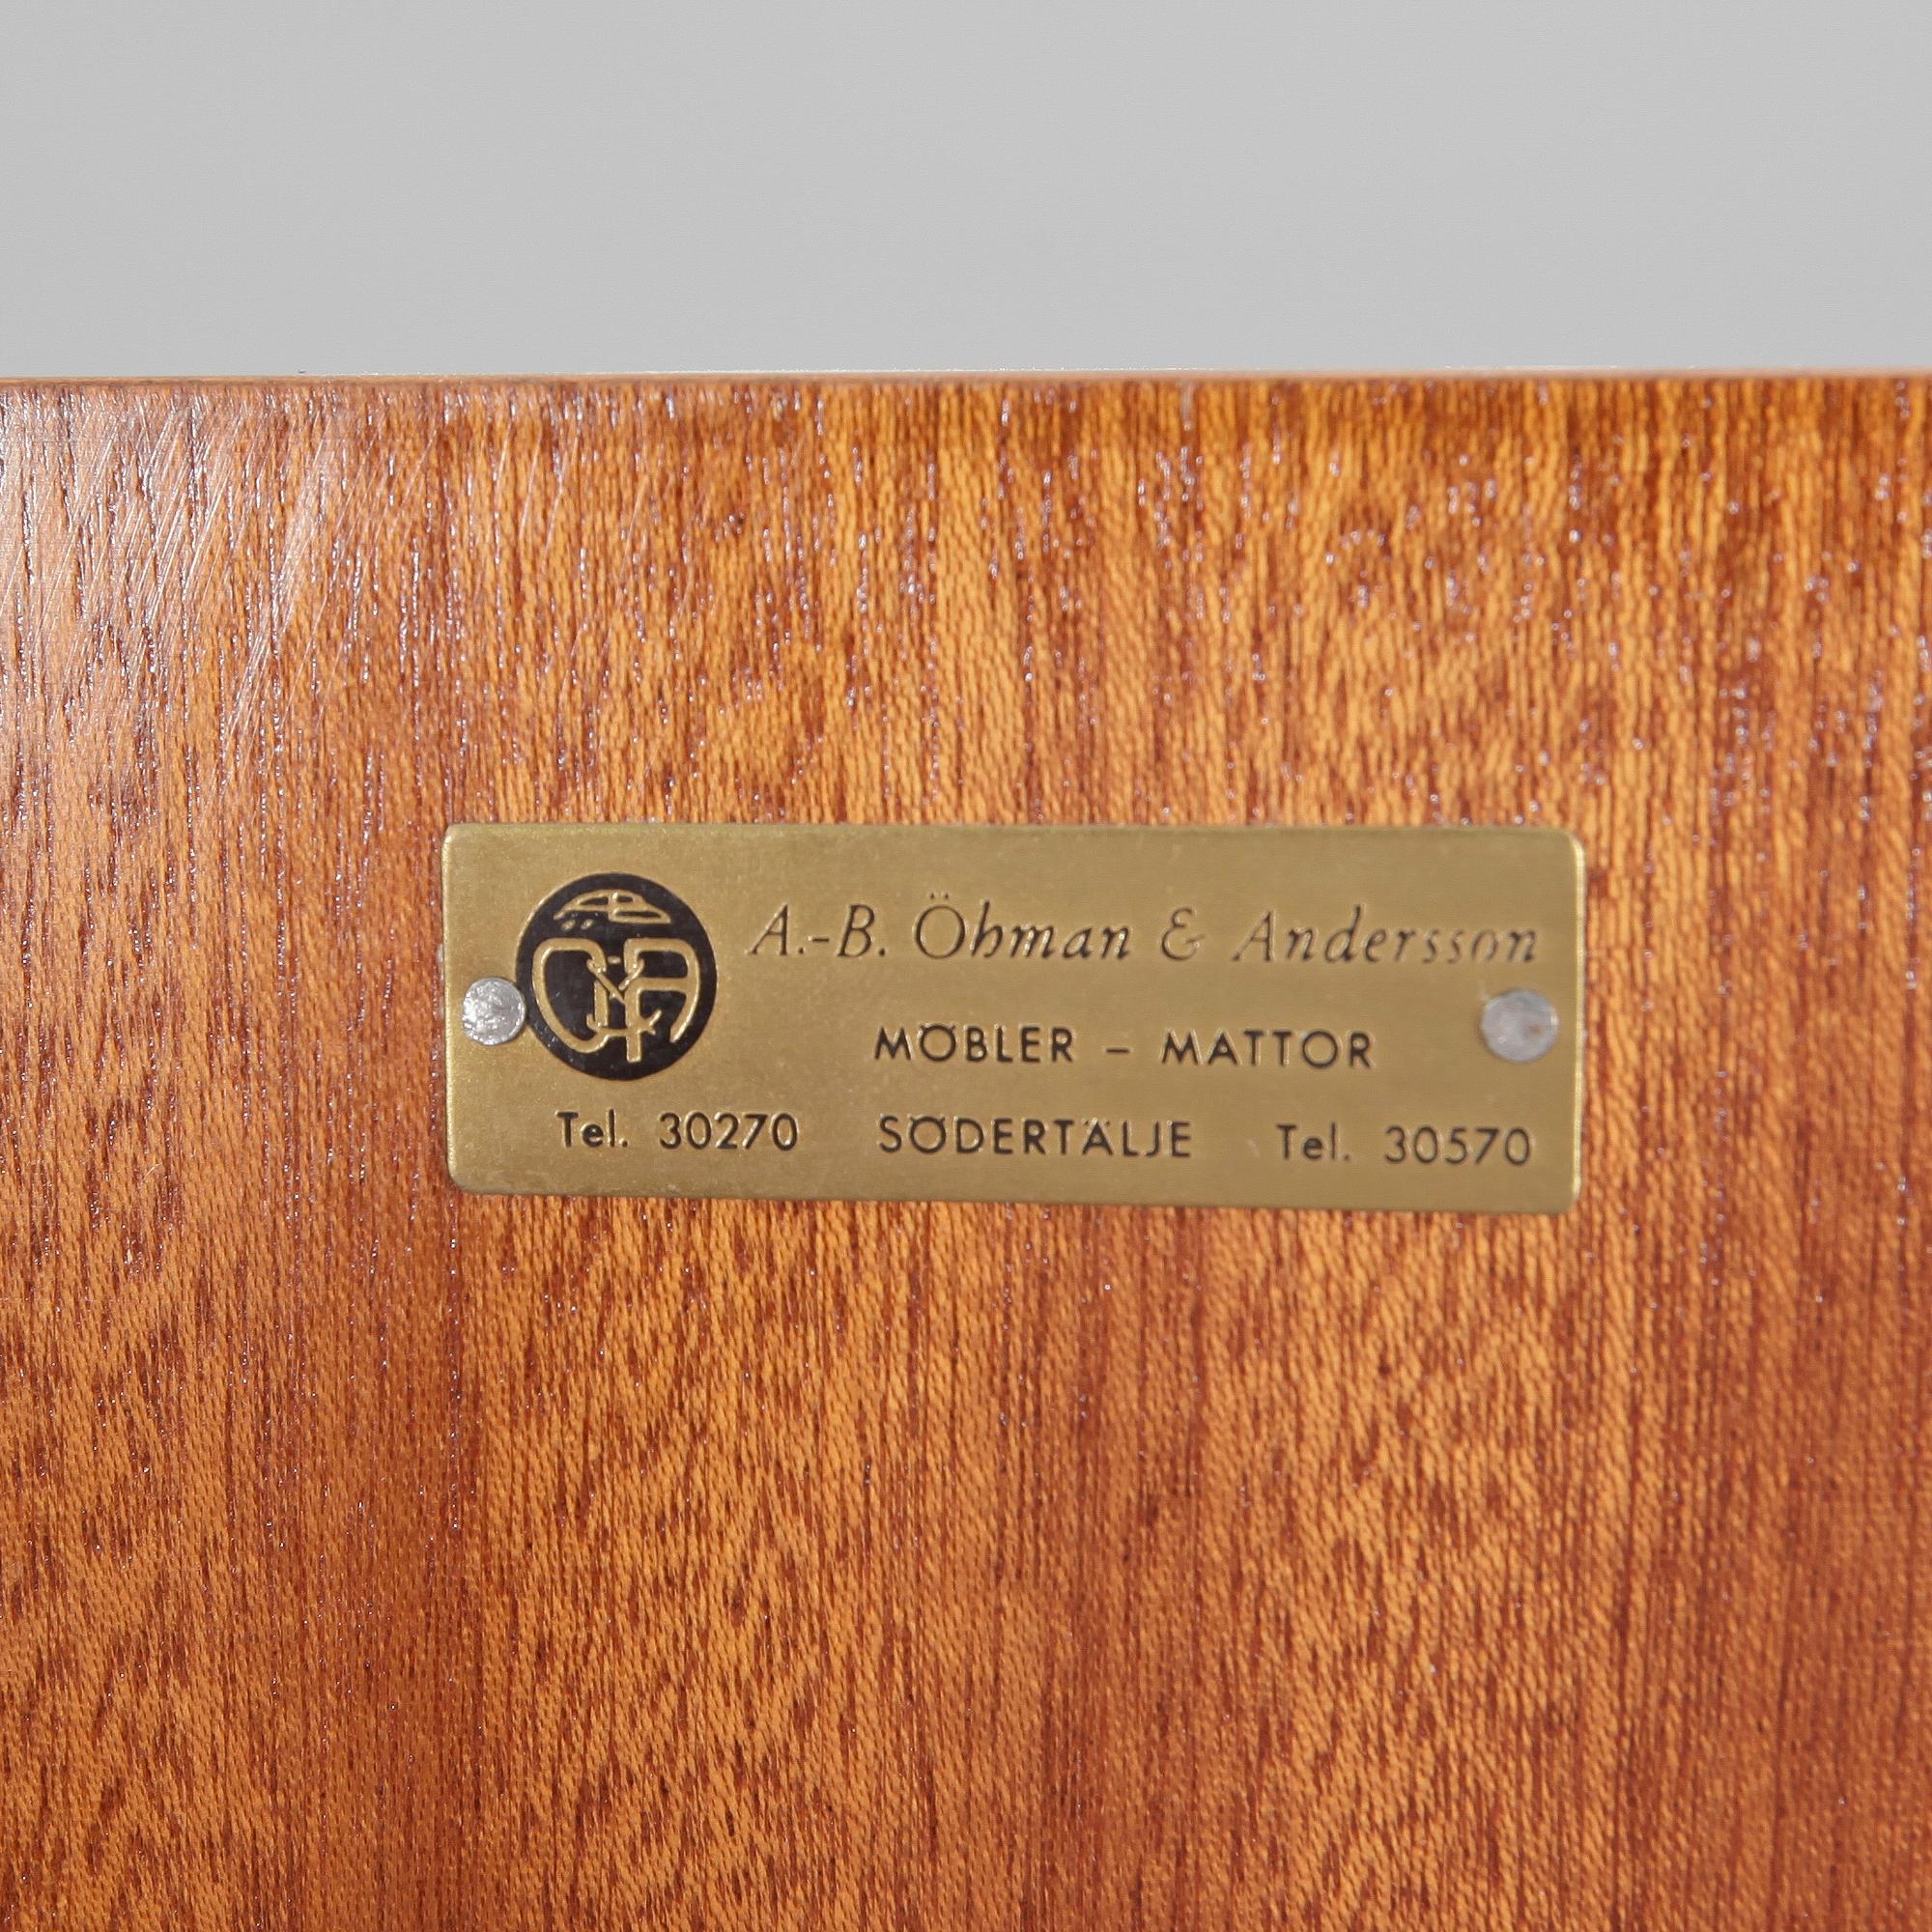 A.-B. Öhman & Andersson
MÖBLER – MATTOR
Tel. 30270 SÖDERTÄLJE Tel. 30570